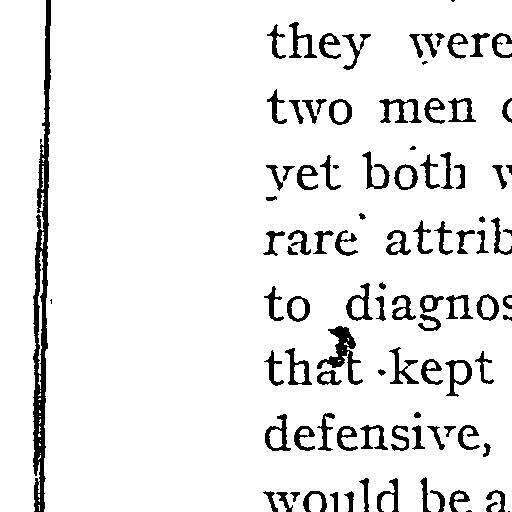 they were
two men
yet both
rare attrib
to diagnos
that kept
defensive,
would be a